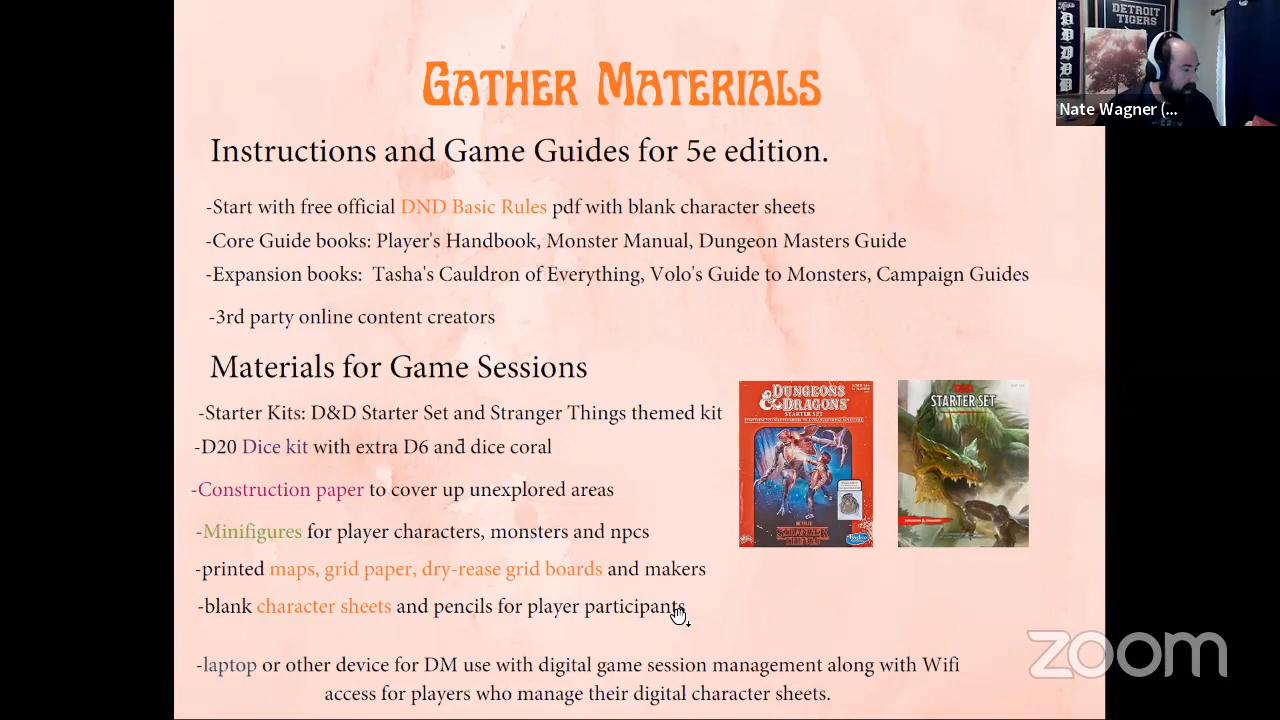 DETROIT
TIGERS
Nate Wagner (...
GATHER MATERIALS
Instructions and Game Guides for 5e edition.
-Start with free official DND Basic Rules pdf with blank character sheets
-Core Guide books: Player's Handbook, Monster Manual, Dungeon Masters Guide
-Expansion books: Tasha's Cauldron of Everything, Volo's Guide to Monsters, Campaign Guides
-3rd party online content creators
Materials for Game Sessions
-Starter Kits: D&D Starter Set and Stranger Things themed kit
-D20 Dice kit with extra D6 and dice coral
-Construction paper to cover up unexplored areas
-Minifigures for player characters, monsters and npcs
-printed maps, grid paper, dry-rease grid boards and makers
-blank character sheets and pencils for player participants
-laptop or other device for DM use with digital game session management along with Wifi
access for players who manage their digital character sheets.
DUNGEONS
& DRAGONS
STARTER SET
NETFLIX
STRANGER
THINGS
Hasbro
D&D
STARTER SET
DUNGEONS & DRAGONS
zoom